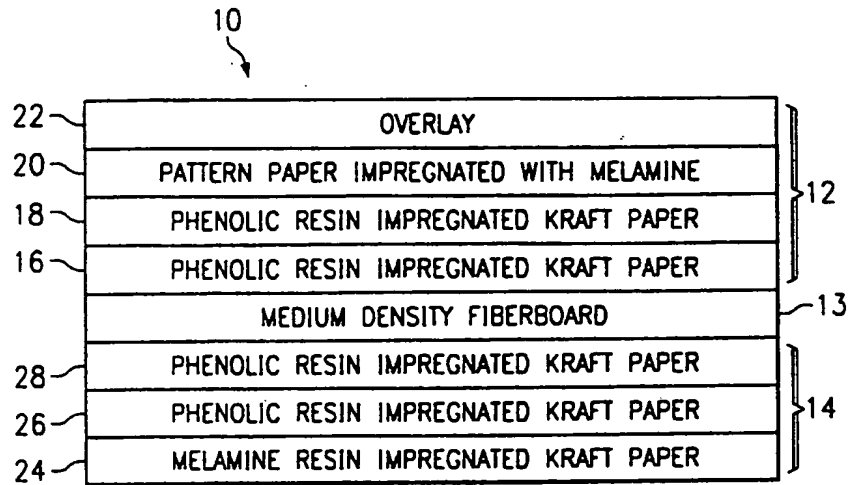 10
22 OVERLAY
20 PATTERN PAPER IMPREGNATED WITH MELAMINE
12
18 PHENOLIC RESIN IMPREGNATED KRAFT PAPER
16 PHENOLIC RESIN IMPREGNATED KRAFT PAPER
MEDIUM DENSITY FIBERBOARD 13
28 PHENOLIC RESIN IMPREGNATED KRAFT PAPER
26 PHENOLIC RESIN IMPREGNATED KRAFT PAPER
14
24 MELAMINE RESIN IMPREGNATED KRAFT PAPER